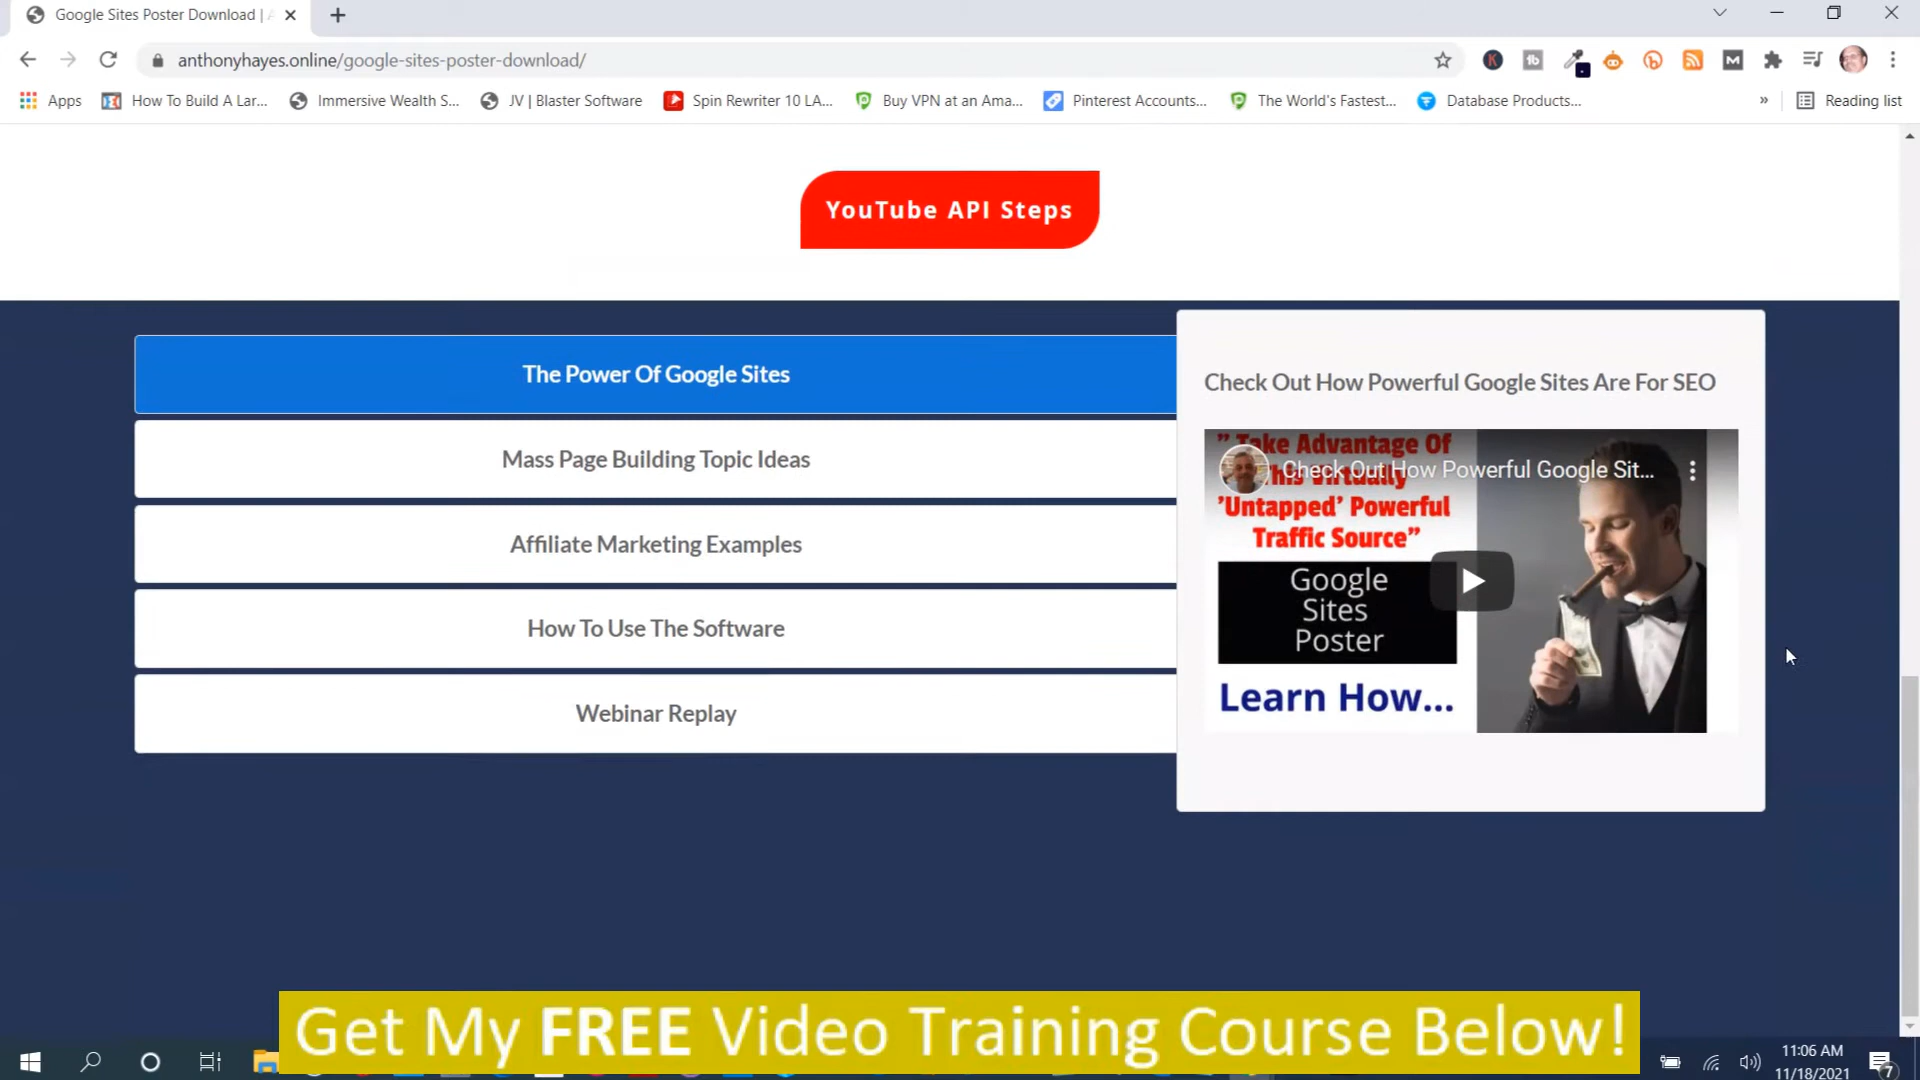 Google Sites Poster Download |
anthonyhayes.online/google-sites-poster-download/
Apps How To Build A Lar... Immersive Wealth S... JV | Blaster Software Spin Rewriter 10 LA... Buy VPN at an Ama... Pinterest Accounts... The World's Fastest... Database Products... » Reading list
YouTube API Steps
The Power Of Google Sites
Mass Page Building Topic Ideas
Affiliate Marketing Examples
How To Use The Software
Webinar Replay
Check Out How Powerful Google Sites Are For SEO
Check Out How Powerful Google Sit...
" Take Advantage Of
This Virtually
'Untapped' Powerful
Traffic Source"
Google
Sites
Poster
Learn How...
Get My FREE Video Training Course Below!
11:06 AM
11/18/2021
7